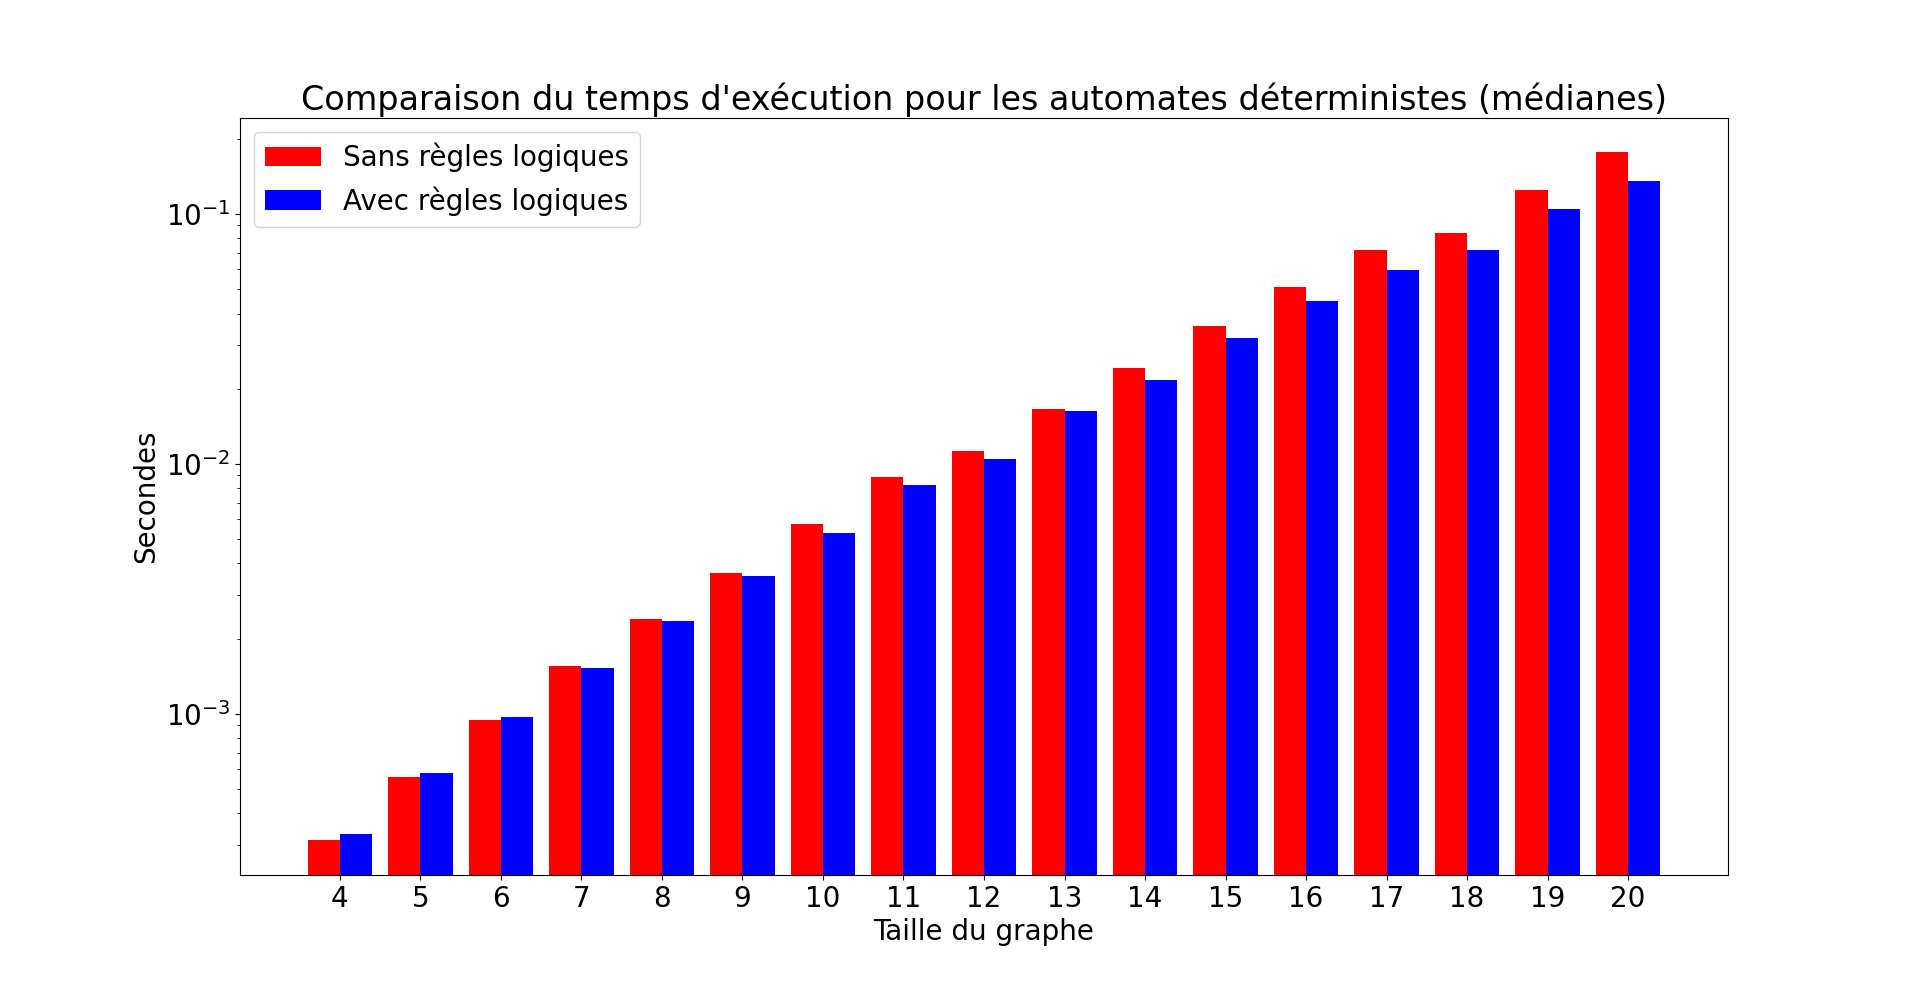 Comparaison du temps d'exécution pour les automates déterministes (médianes)
Sans règles logiques
Avec règles logiques
Secondes
10⁻¹
10⁻²
10⁻³
4 5 6 7 8 9 10 11 12 13 14 15 16 17 18 19 20
Taille du graphe